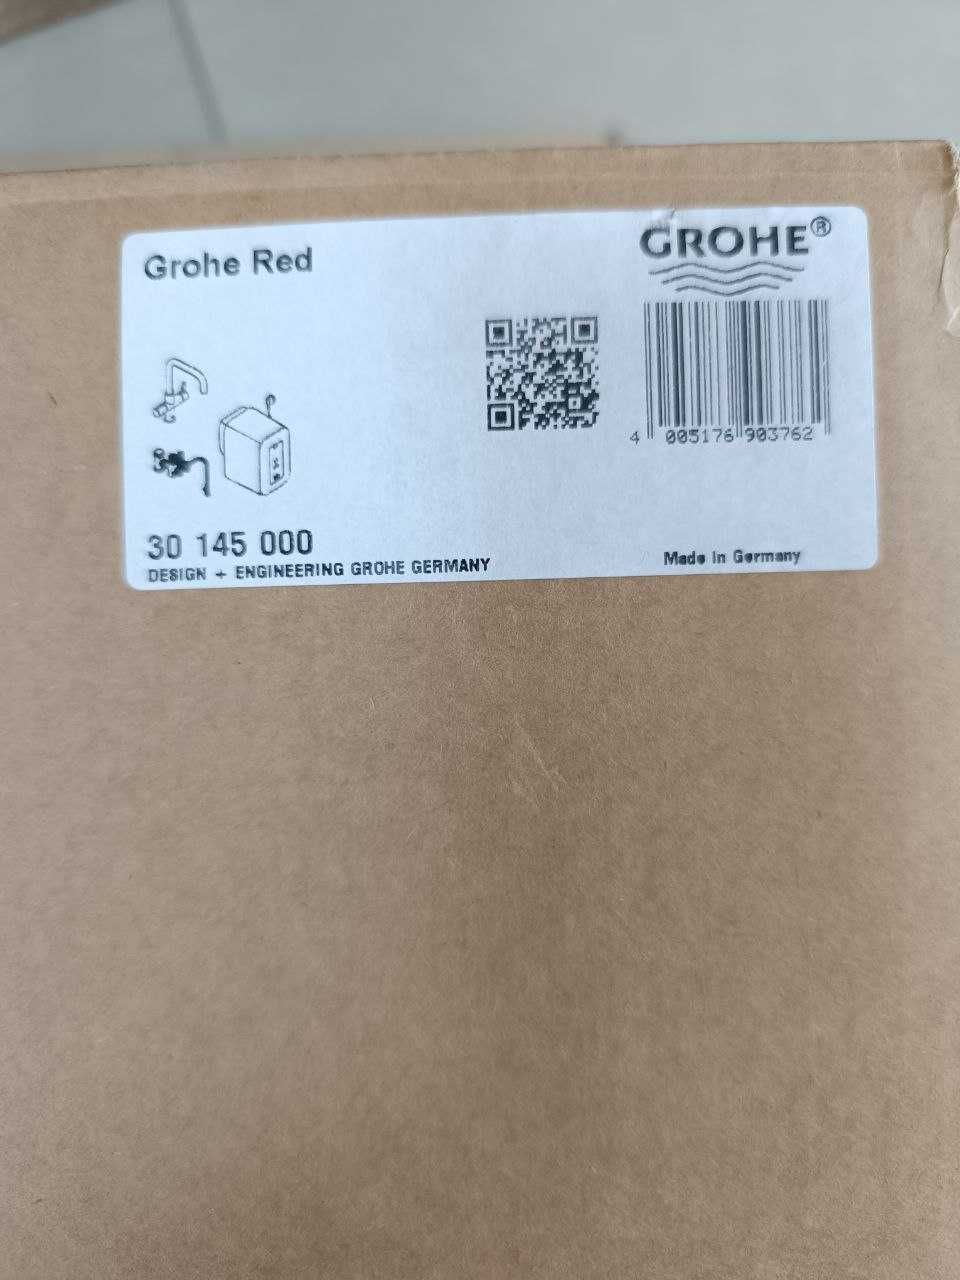 Grohe Red
GROHE®
4 005176 903762
30 145 000
DESIGN + ENGINEERING GROHE GERMANY
Made in Germany